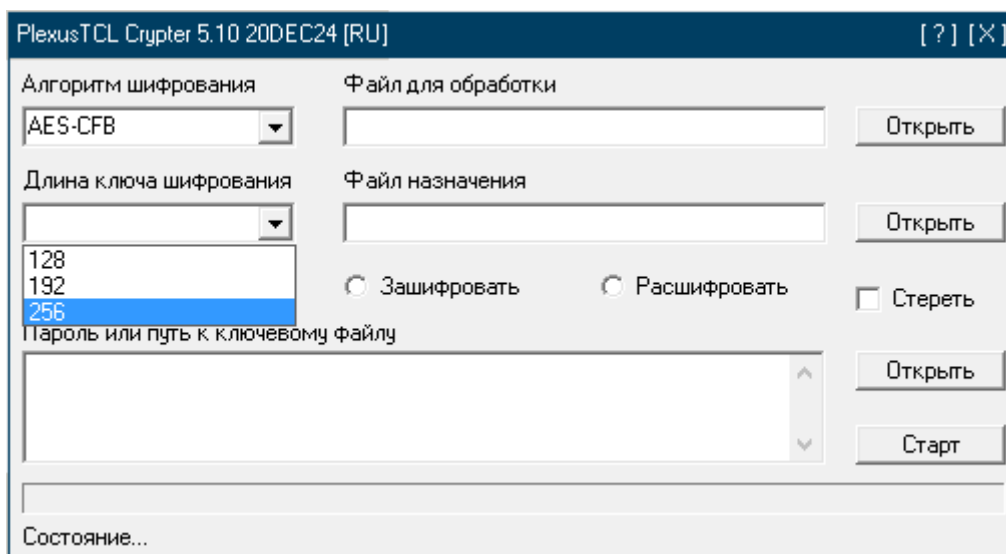 PlexusTCL Crypter 5.10 20DEC24 [RU] [ ? ] [X]
Алгоритм шифрования Файл для обработки
AES-CFB Открыть
Длина ключа шифрования Файл назначения
Открыть
128
192 Зашифровать Расшифровать
256 Стереть
Пароль или путь к ключевому файлу
Открыть
Старт
Состояние...